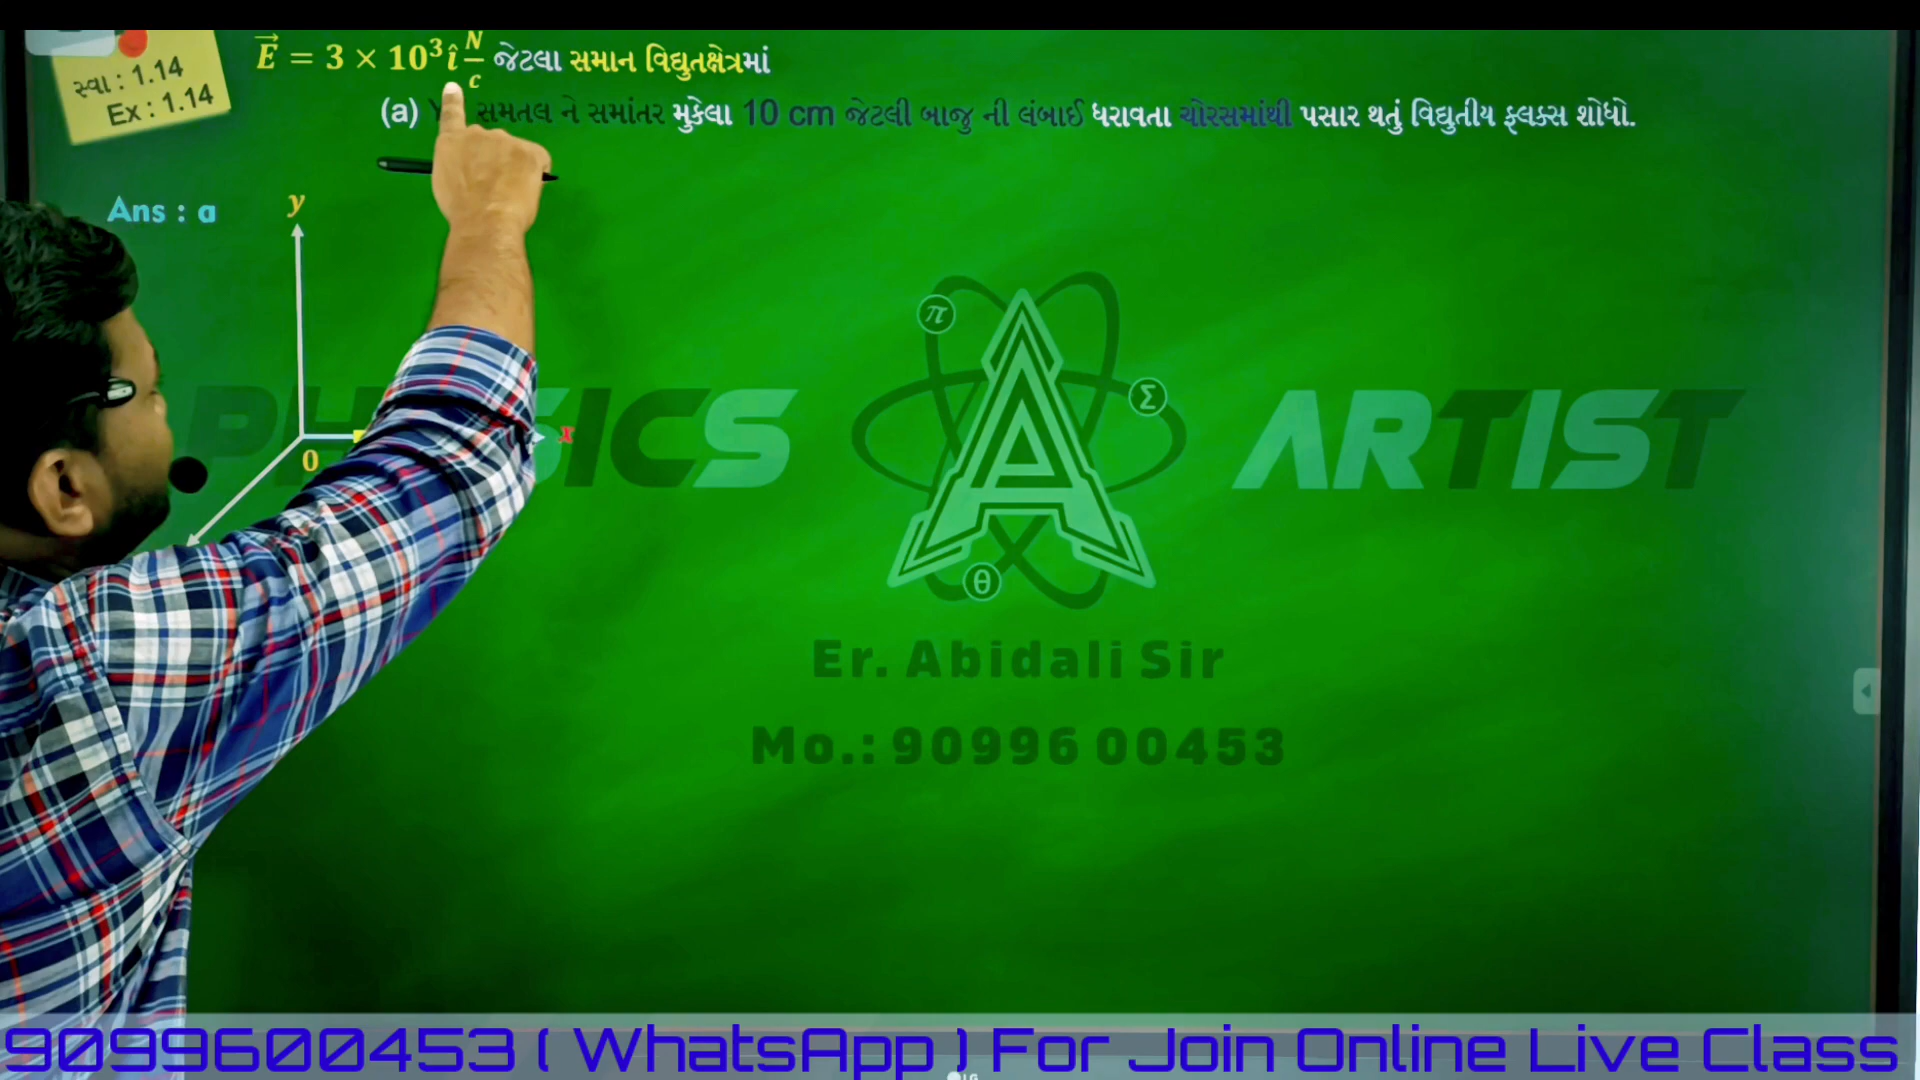 સ્વા : 1.14
Ex : 1.14
E⃗ = 3 × 10³ î N/c જેટલા સમાન વિદ્યુતક્ષેત્રમાં
(a) સમતલ ને સમાંતર મુકેલા 10 cm જેટલી બાજુ ની લંબાઈ ધરાવતા ચોરસમાંથી પસાર થતું વિદ્યુતીય ફ્લક્સ શોધો.
Ans : a
y
x
0
PHYSICS A ARTIST
π
Σ
θ
Er. Abidali Sir
Mo.: 90996 00453
9099600453 ( WhatsApp ) For Join Online Live Class
LG